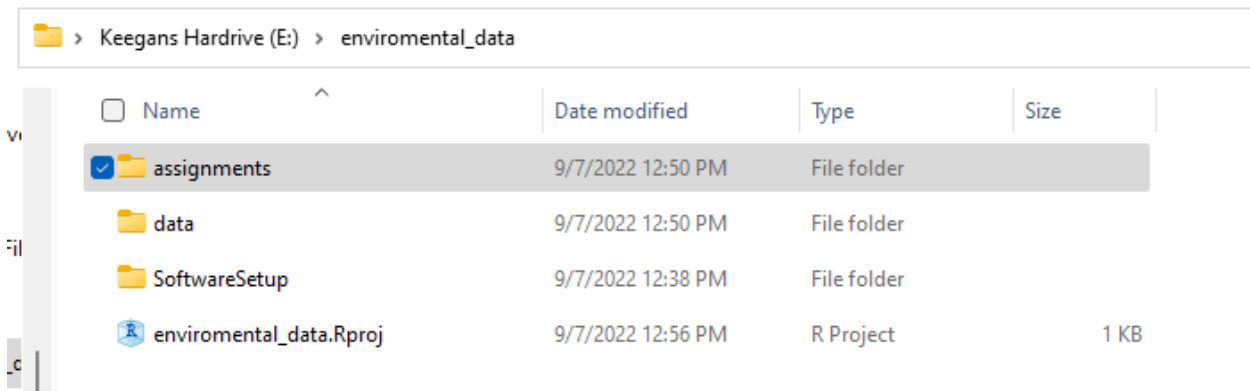 Keegans Hardrive (E:) > enviromental_data
Name Date modified Type Size
assignments 9/7/2022 12:50 PM File folder
data 9/7/2022 12:50 PM File folder
SoftwareSetup 9/7/2022 12:38 PM File folder
enviromental_data.Rproj 9/7/2022 12:56 PM R Project 1 KB